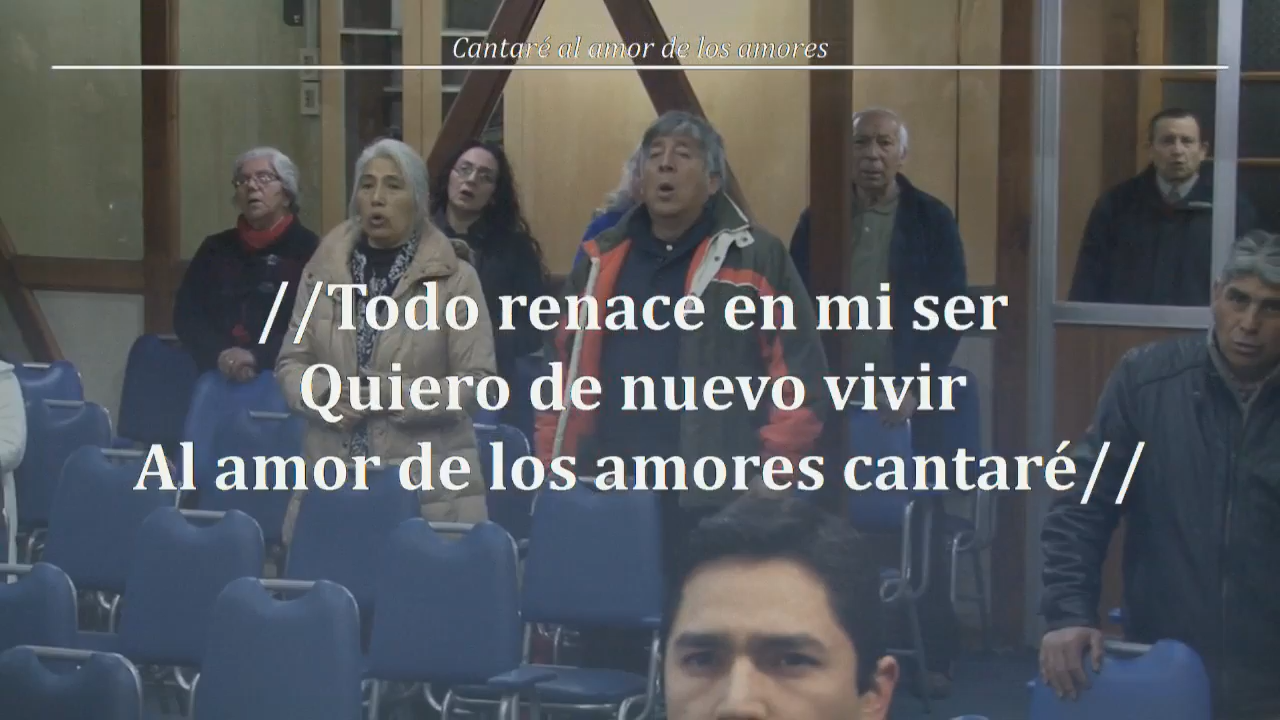 Cantaré al amor de los amores
//Todo renace en mi ser
Quiero de nuevo vivir
Al amor de los amores cantaré//